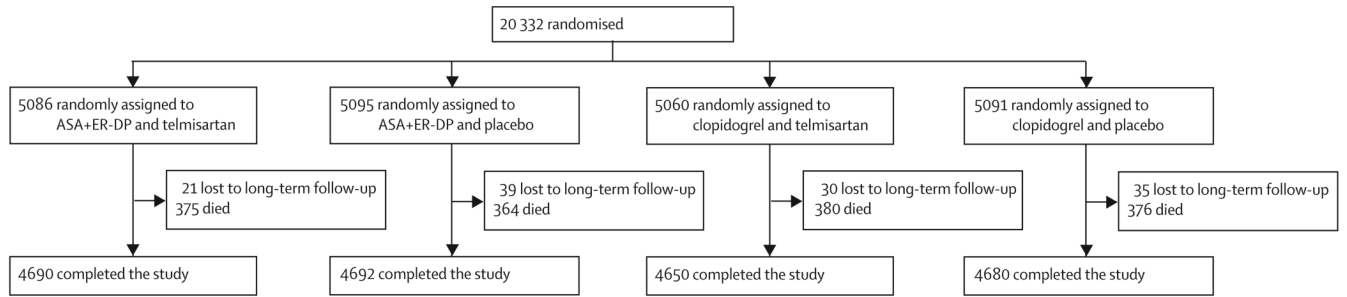 20 332 randomised
5086 randomly assigned to
ASA+ER-DP and telmisartan
5095 randomly assigned to
ASA+ER-DP and placebo
5060 randomly assigned to
clopidogrel and telmisartan
5091 randomly assigned to
clopidogrel and placebo
21 lost to long-term follow-up
375 died
39 lost to long-term follow-up
364 died
30 lost to long-term follow-up
380 died
35 lost to long-term follow-up
376 died
4690 completed the study
4692 completed the study
4650 completed the study
4680 completed the study